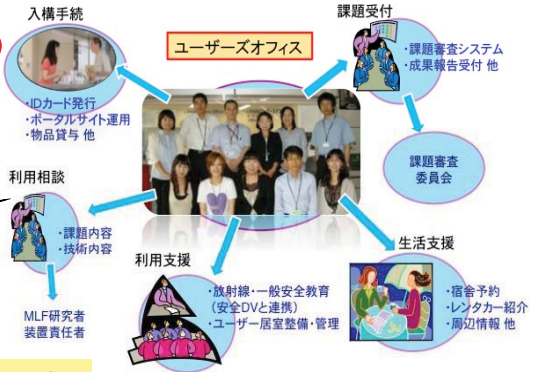 入構手続
ユーザーズオフィス
課題受付
・IDカード発行
・ポータルサイト運用
・物品貸与 他
・課題審査システム
・成果報告受付 他
課題審査
委員会
利用相談
・課題内容
・技術内容
MLF研究者
装置責任者
利用支援
・放射線・一般安全教育
(安全DVと連携)
・ユーザー居室整備・管理
生活支援
・宿舎予約
・レンタカー紹介
・周辺情報 他